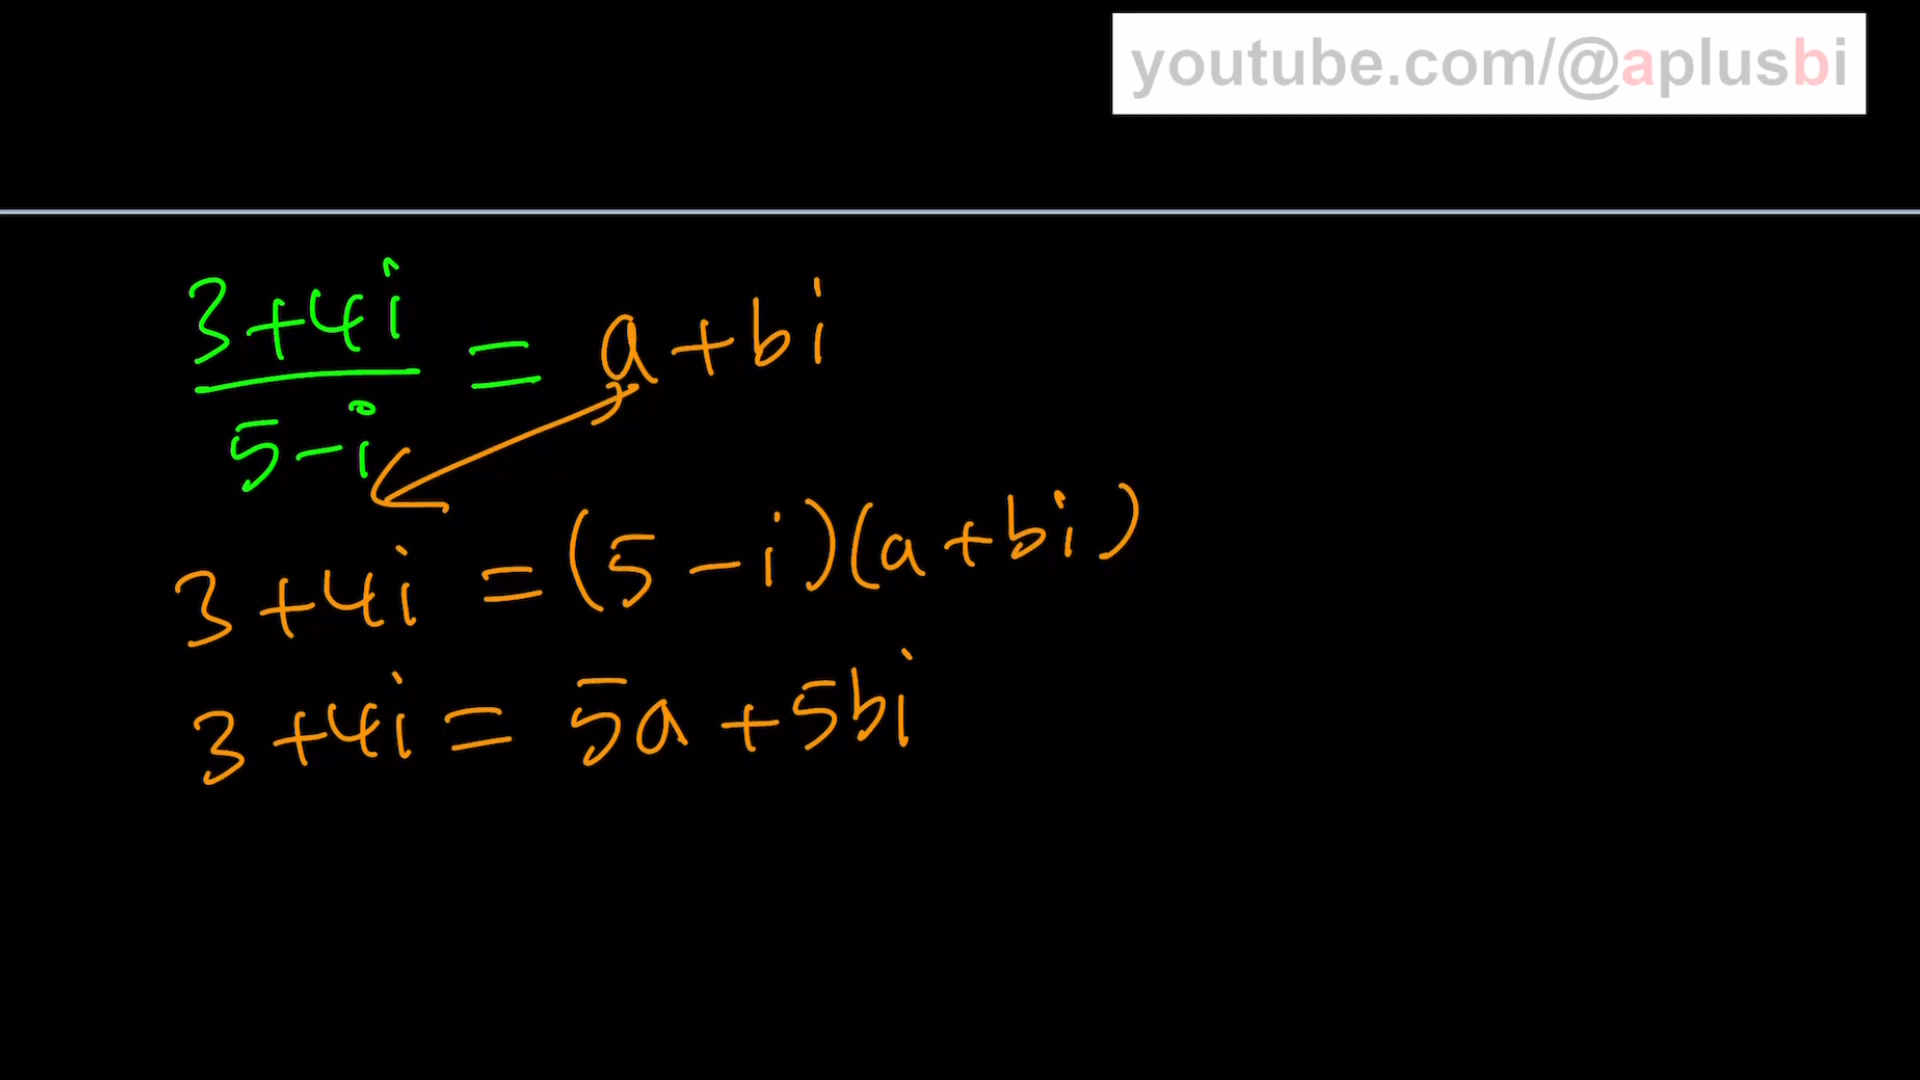 youtube.com/@aplusbi
3+4i
5-i
= a+bi
3+4i = (5-i)(a+bi)
3+4i = 5a+5bi